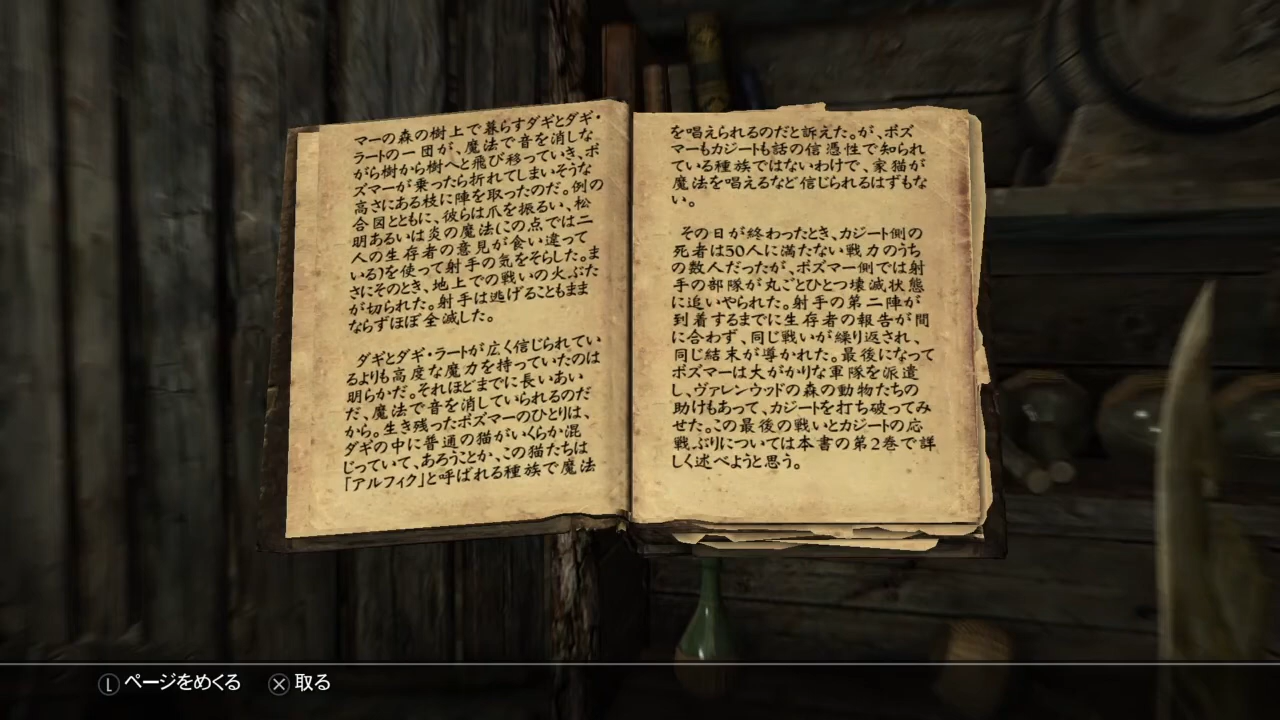 マーの森の樹上で暮らすダギとダギ・
ラートの一団が、魔法で音を消しな
がら樹から樹へと飛び移っていき、ボ
ズマーが乗ったら折れてしまいそうな
高さにある枝に陣を取ったのだ。例の
合図とともに、彼らは爪を振るい、松
明あるいは炎の魔法(この点では二
人の生存者の意見が食い違って
いる)を使って射手の気をそらした。ま
さにそのとき、地上での戦いの火ぶた
が切られた。射手は逃げることもまま
ならずほぼ全滅した。
ダギとダギ・ラートが広く信じられてい
るよりも高度な魔力を持っていたのは
明らかだ。それほどまでに長いあい
だ、魔法で音を消していられるのだ
から。生き残ったボズマーのひとりは、
ダギの中に普通の猫がいくらか混
じっていて、あろうことか、この猫たちは
「アルフィク」と呼ばれる種族で魔法
を唱えられるのだと訴えた。が、ボズ
マーもカジートも話の信憑性で知られ
ている種族ではないわけで、家猫が
魔法を唱えるなど信じられるはずもな
い。
その日が終わったとき、カジート側の
死者は50人に満たない戦力のうち
の数人だったが、ボズマー側では射
手の部隊が丸ごとひとつ壊滅状態
に追いやられた。射手の第二陣が
到着するまでに生存者の報告が間
に合わず、同じ戦いが繰り返され、
同じ結末が導かれた。最後になって
ボズマーは大がかりな軍隊を派遣
し、ヴァレンウッドの森の動物たちの
助けもあって、カジートを打ち破ってみ
せた。この最後の戦いとカジートの応
戦ぶりについては本書の第2巻で詳
しく述べようと思う。
L ページをめくる X 取る